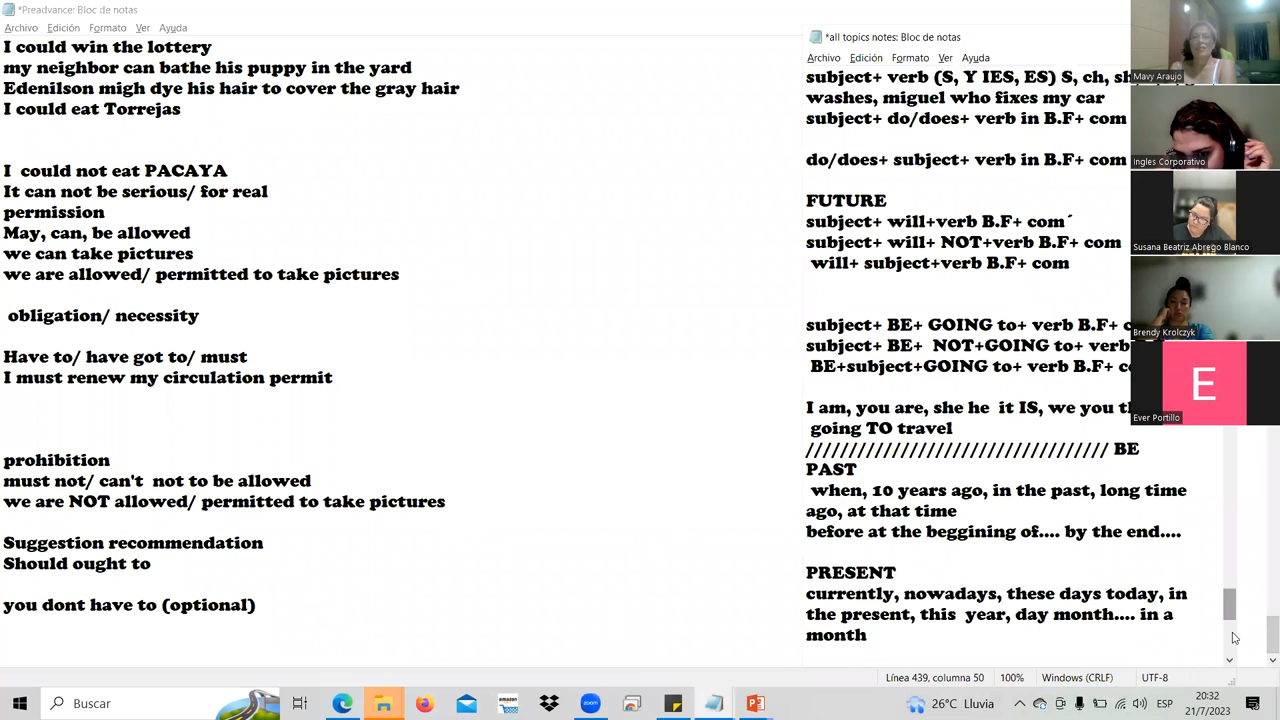 *Preadvance: Bloc de notas
Archivo Edición Formato Ver Ayuda
I could win the lottery
my neighbor can bathe his puppy in the yard
Edenilson migh dye his hair to cover the gray hair
I could eat Torrejas
I could not eat PACAYA
It can not be serious/ for real
permission
May, can, be allowed
we can take pictures
we are allowed/ permitted to take pictures
obligation/ necessity
Have to/ have got to/ must
I must renew my circulation permit
prohibition
must not/ can't not to be allowed
we are NOT allowed/ permitted to take pictures
Suggestion recommendation
Should ought to
you dont have to (optional)
*all topics notes: Bloc de notas
Archivo Edición Formato Ver Ayuda
subject+ verb (S, Y IES, ES) S, ch, sh
washes, miguel who fixes my car
subject+ do/does+ verb in B.F+ com
do/does+ subject+ verb in B.F+ com
FUTURE
subject+ will+verb B.F+ com´
subject+ will+ NOT+verb B.F+ com
will+ subject+verb B.F+ com
subject+ BE+ GOING to+ verb B.F+ c
subject+ BE+ NOT+GOING to+ verb
BE+subject+GOING to+ verb B.F+ c
I am, you are, she he it IS, we you th
going TO travel
///////////////////////////////// BE
PAST
when, 10 years ago, in the past, long time
ago, at that time
before at the beggining of.... by the end....
PRESENT
currently, nowadays, these days today, in
the present, this year, day month.... in a
month
Mavy Araujo
Ingles Corporativo
Susana Beatriz Abrego Blanco
Brendy Krolczyk
E
Ever Portillo
Línea 439, columna 50 100% Windows (CRLF) UTF-8
Buscar
amazon
zoom
26°C Lluvia
ESP
20:32
21/7/2023